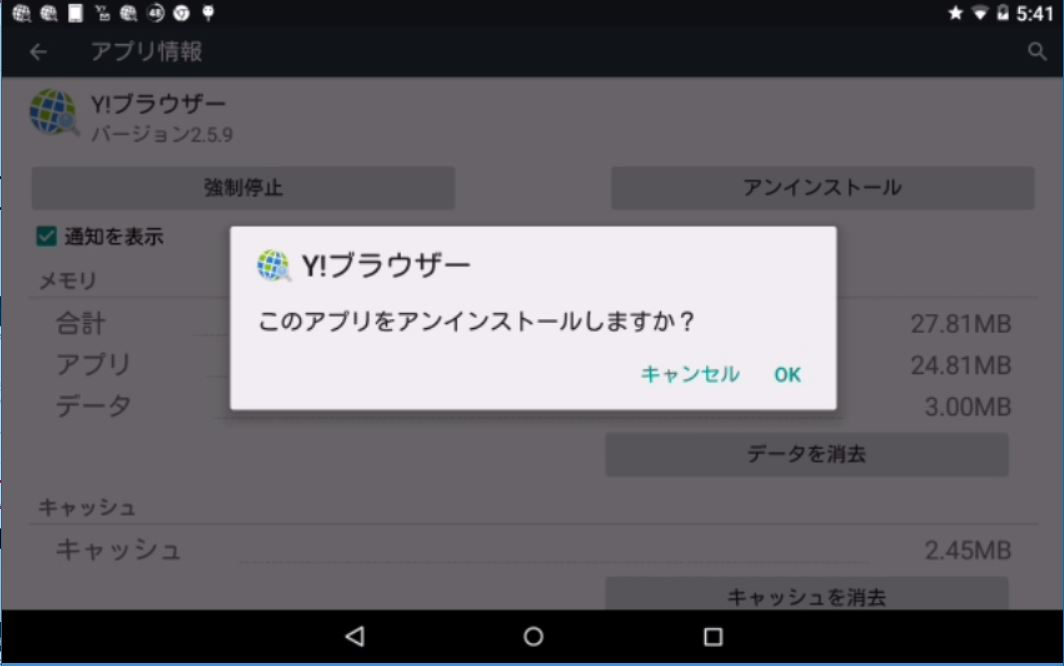 48 5:41
アプリ情報
Y!ブラウザー
バージョン2.5.9
強制停止 アンインストール
通知を表示
Y!ブラウザー
このアプリをアンインストールしますか？
キャンセル OK
メモリ
合計 27.81MB
アプリ 24.81MB
データ 3.00MB
データを消去
キャッシュ
キャッシュ 2.45MB
キャッシュを消去